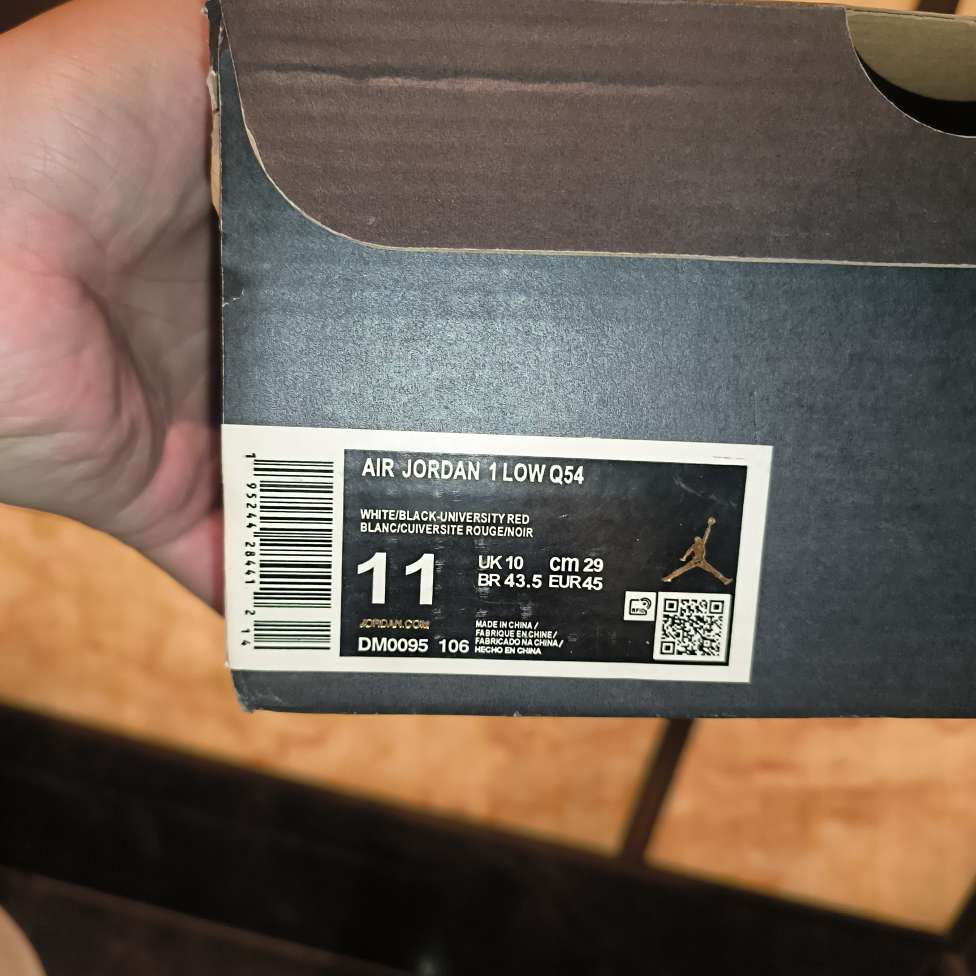 AIR JORDAN 1 LOW Q54
WHITE/BLACK-UNIVERSITY RED
BLANC/CUIVERSITE ROUGE/NOIR
11
UK 10 cm 29
BR 43.5 EUR 45
JORDAN.COM
DM0095 106
MADE IN CHINA /
FABRIQUE EN CHINE /
FABRICADO NA CHINA /
HECHO EN CHINA
RFID
1 95244 28441 2 14